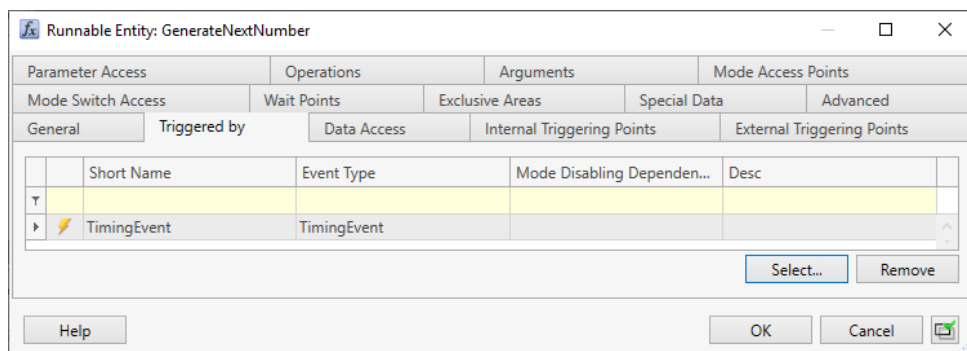 Runnable Entity: GenerateNextNumber
Parameter Access Operations Arguments Mode Access Points
Mode Switch Access Wait Points Exclusive Areas Special Data Advanced
General Triggered by Data Access Internal Triggering Points External Triggering Points
Short Name Event Type Mode Disabling Dependen... Desc
TimingEvent TimingEvent
Select... Remove
Help OK Cancel